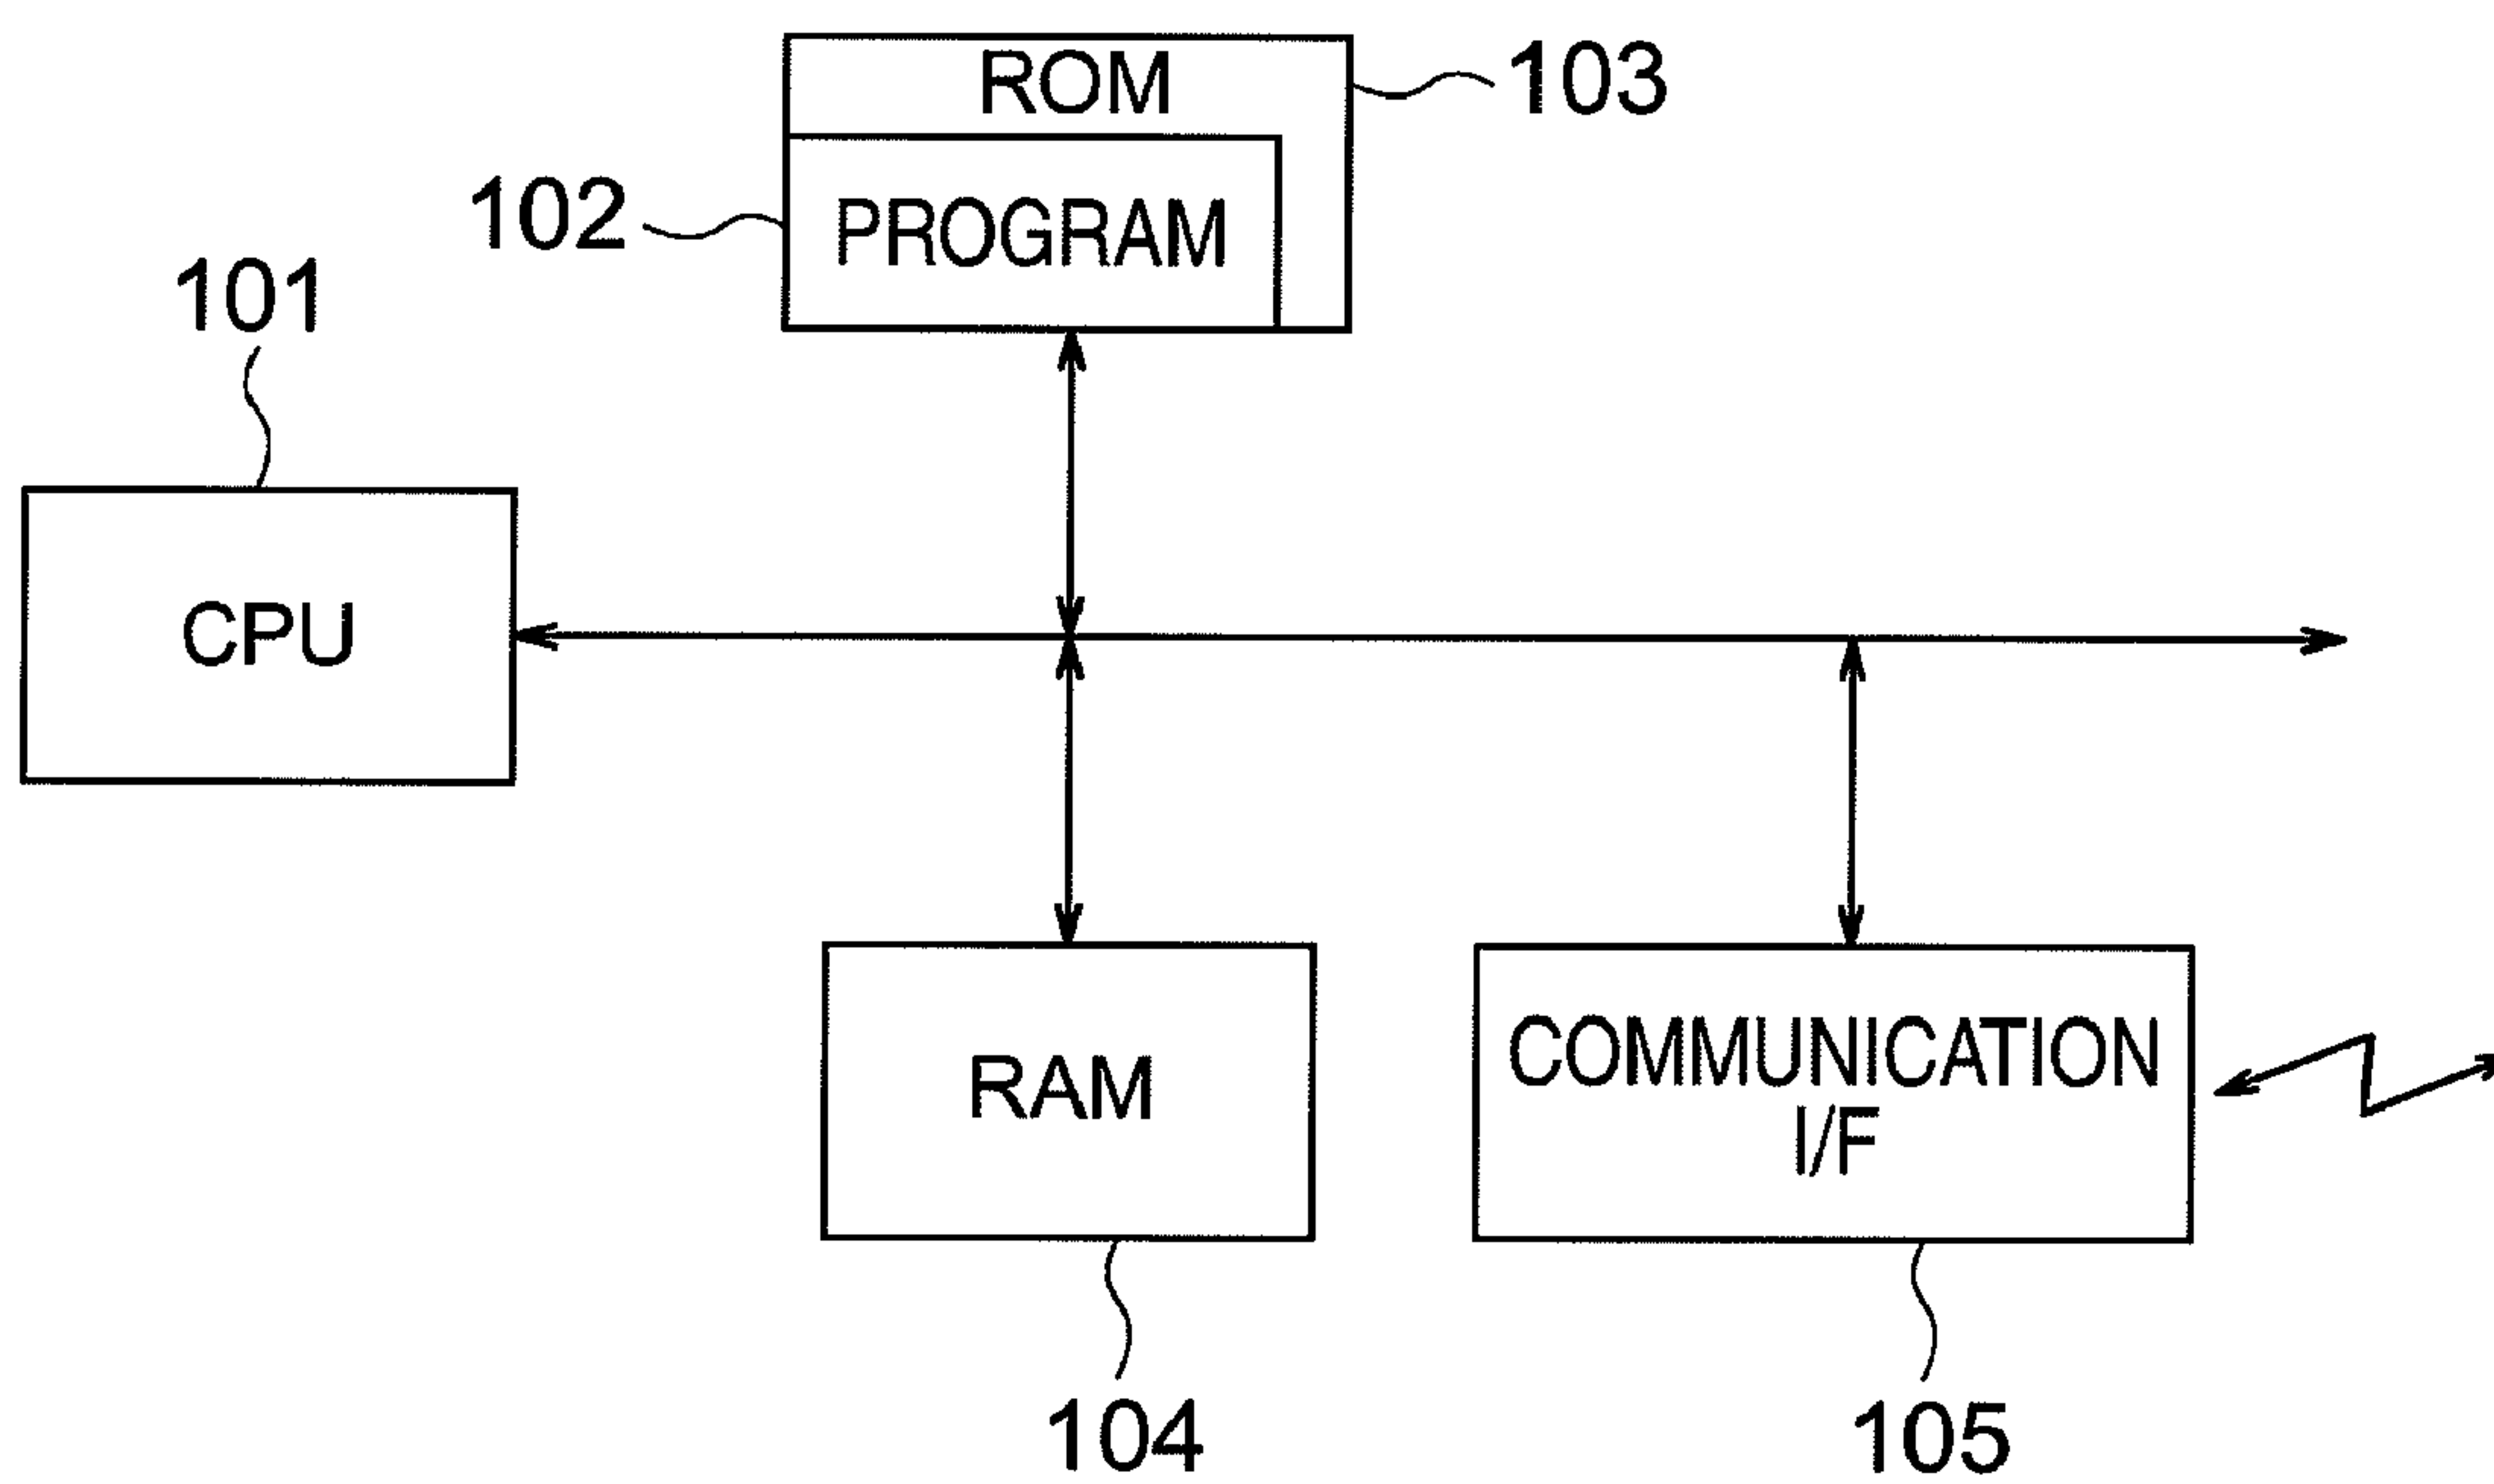 ROM
103
PROGRAM
102
101
CPU
RAM
COMMUNICATION
I/F
104
105